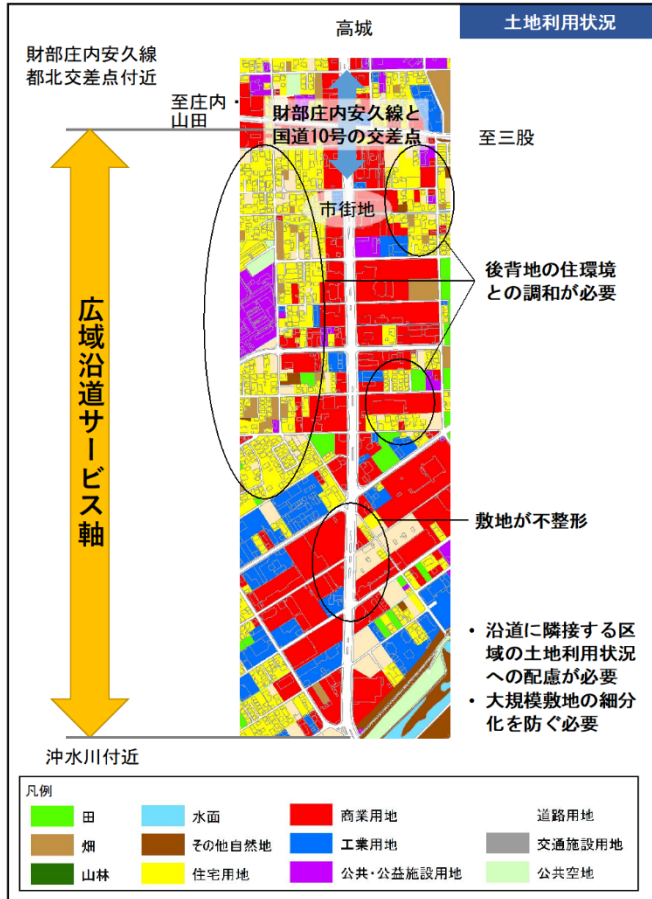 土地利用状況
高城
財部庄内安久線
都北交差点付近
至庄内・
山田
財部庄内安久線と
国道10号の交差点
至三股
市街地
後背地の住環境
との調和が必要
広域沿道サービス軸
敷地が不整形
• 沿道に隣接する区
域の土地利用状況
への配慮が必要
• 大規模敷地の細分
化を防ぐ必要
沖水川付近
凡例
田
水面
商業用地
道路用地
畑
その他自然地
工業用地
交通施設用地
山林
住宅用地
公共・公益施設用地
公共空地